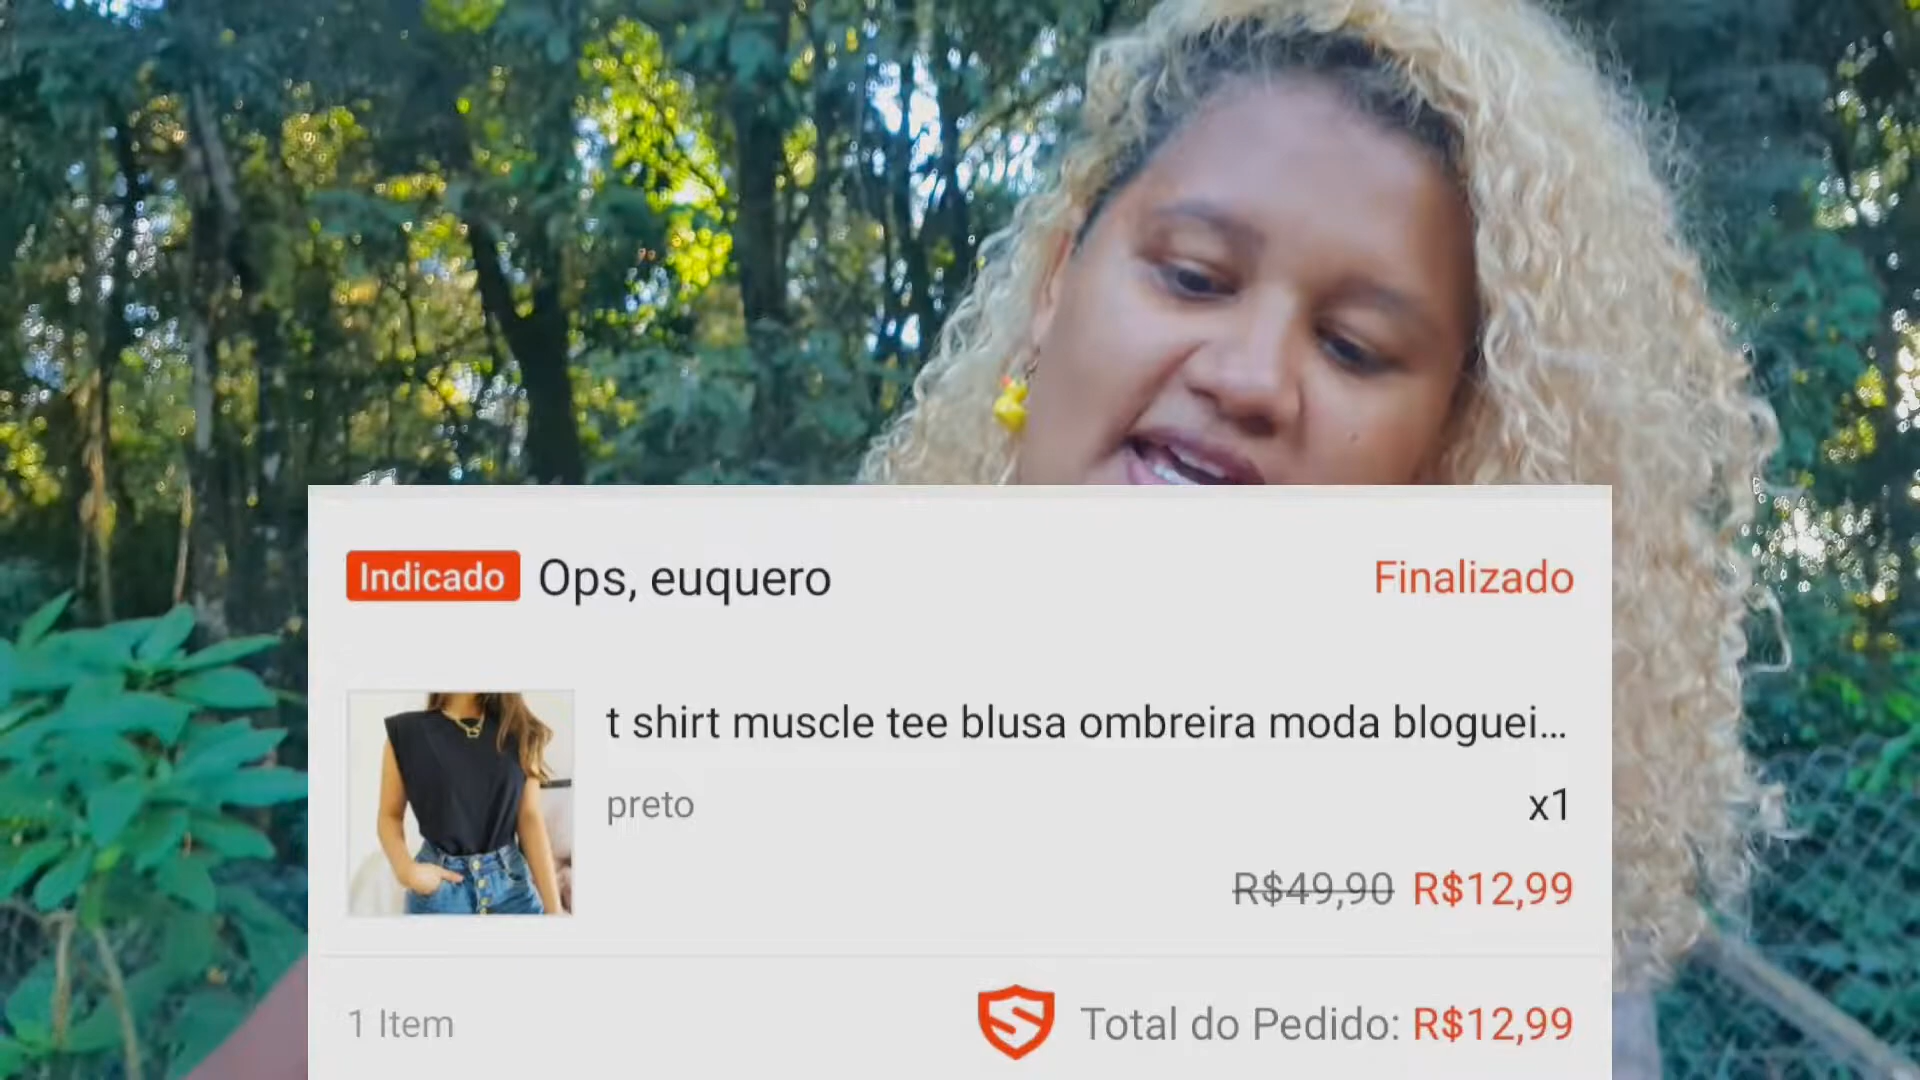 Indicado Ops, euquero Finalizado
t shirt muscle tee blusa ombreira moda bloguei...
preto x1
R$49,90 R$12,99
1 Item Total do Pedido: R$12,99